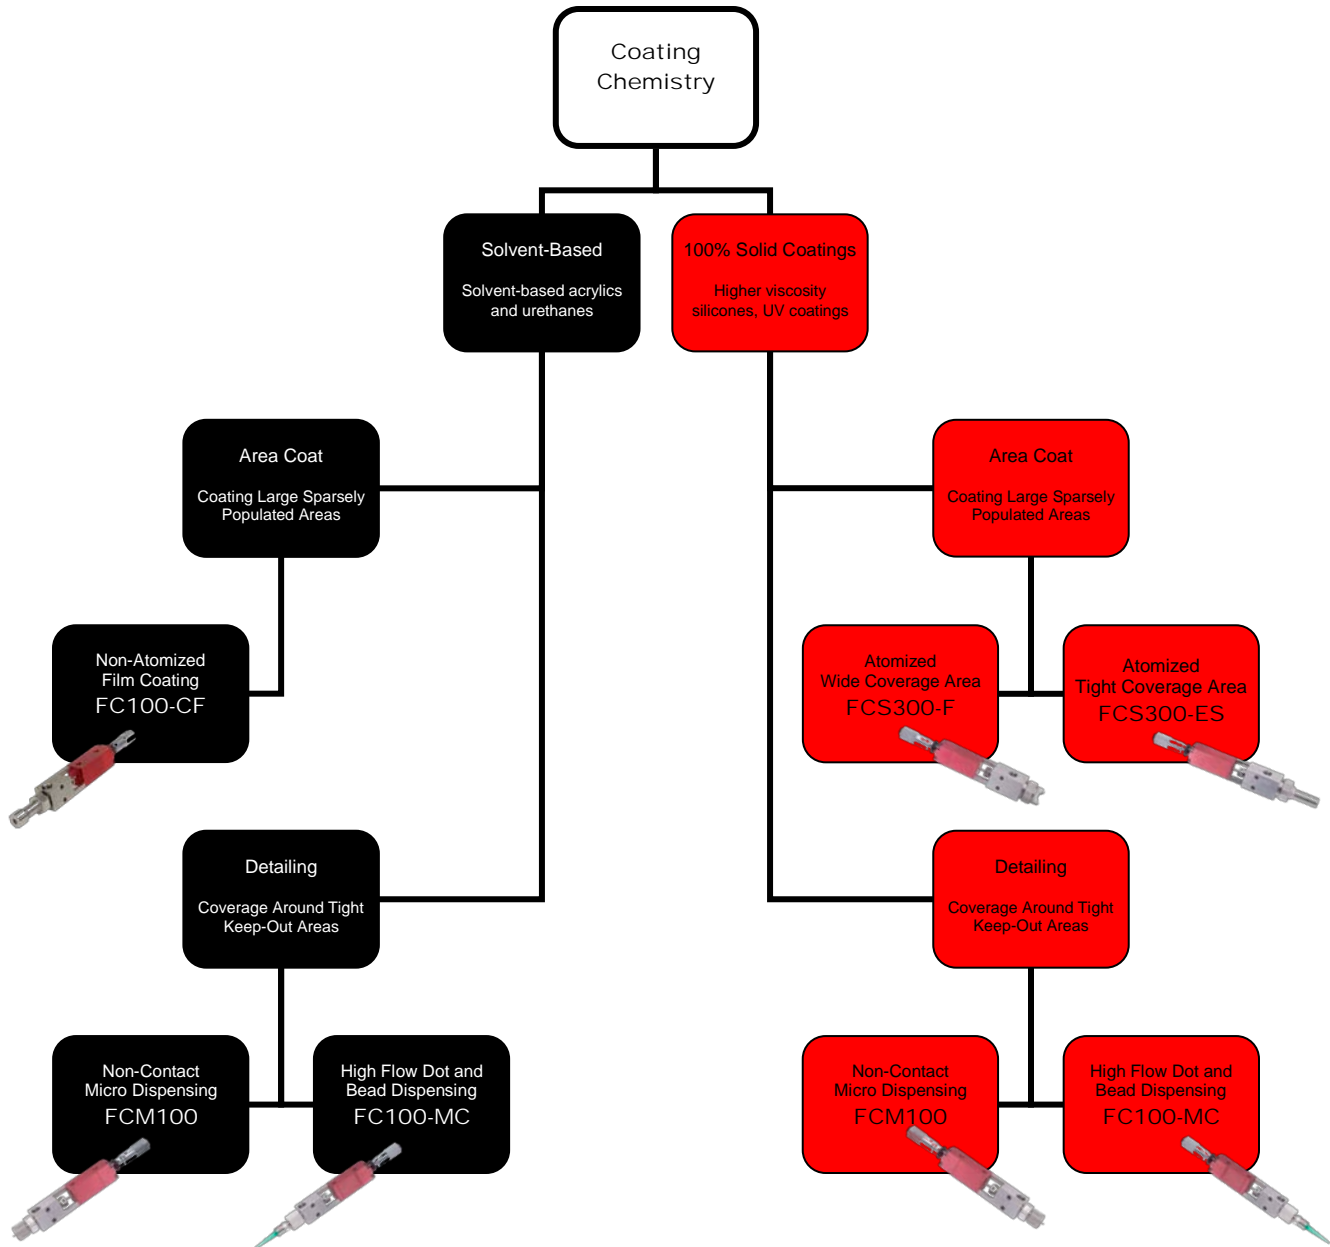 Coating
Chemistry
Solvent-Based
Solvent-based acrylics
and urethanes
100% Solid Coatings
Higher viscosity
silicones, UV coatings
Area Coat
Coating Large Sparsely
Populated Areas
Area Coat
Coating Large Sparsely
Populated Areas
Non-Atomized
Film Coating
FC100-CF
Atomized
Wide Coverage Area
FCS300-F
Atomized
Tight Coverage Area
FCS300-ES
Detailing
Coverage Around Tight
Keep-Out Areas
Detailing
Coverage Around Tight
Keep-Out Areas
Non-Contact
Micro Dispensing
FCM100
High Flow Dot and
Bead Dispensing
FC100-MC
Non-Contact
Micro Dispensing
FCM100
High Flow Dot and
Bead Dispensing
FC100-MC